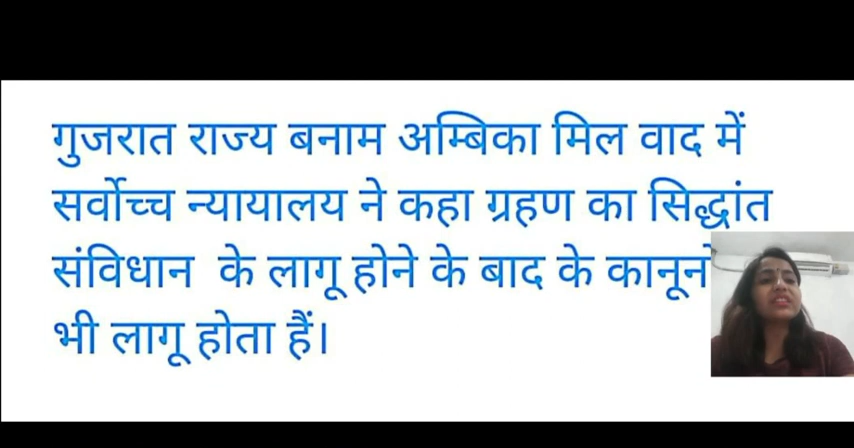 गुजरात राज्य बनाम अम्बिका मिल वाद में
सर्वोच्च न्यायालय ने कहा ग्रहण का सिद्धांत
संविधान के लागू होने के बाद के
भी लागू होता हैं।